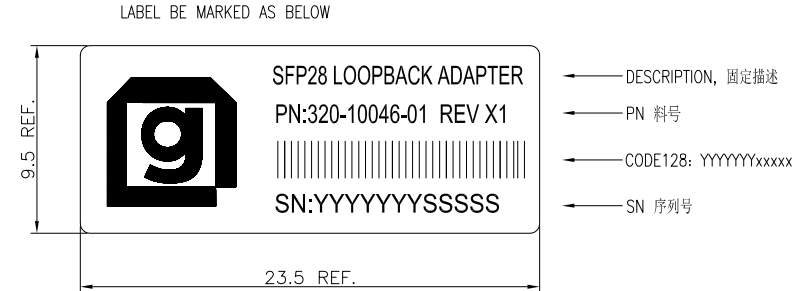 LABEL BE MARKED AS BELOW
g
SFP28 LOOPBACK ADAPTER
DESCRIPTION, 固定描述
PN:320-10046-01 REV X1
PN 料号
CODE128: YYYYYYYxxxxx
SN:YYYYYYYSSSSS
SN 序列号
9.5 REF.
23.5 REF.